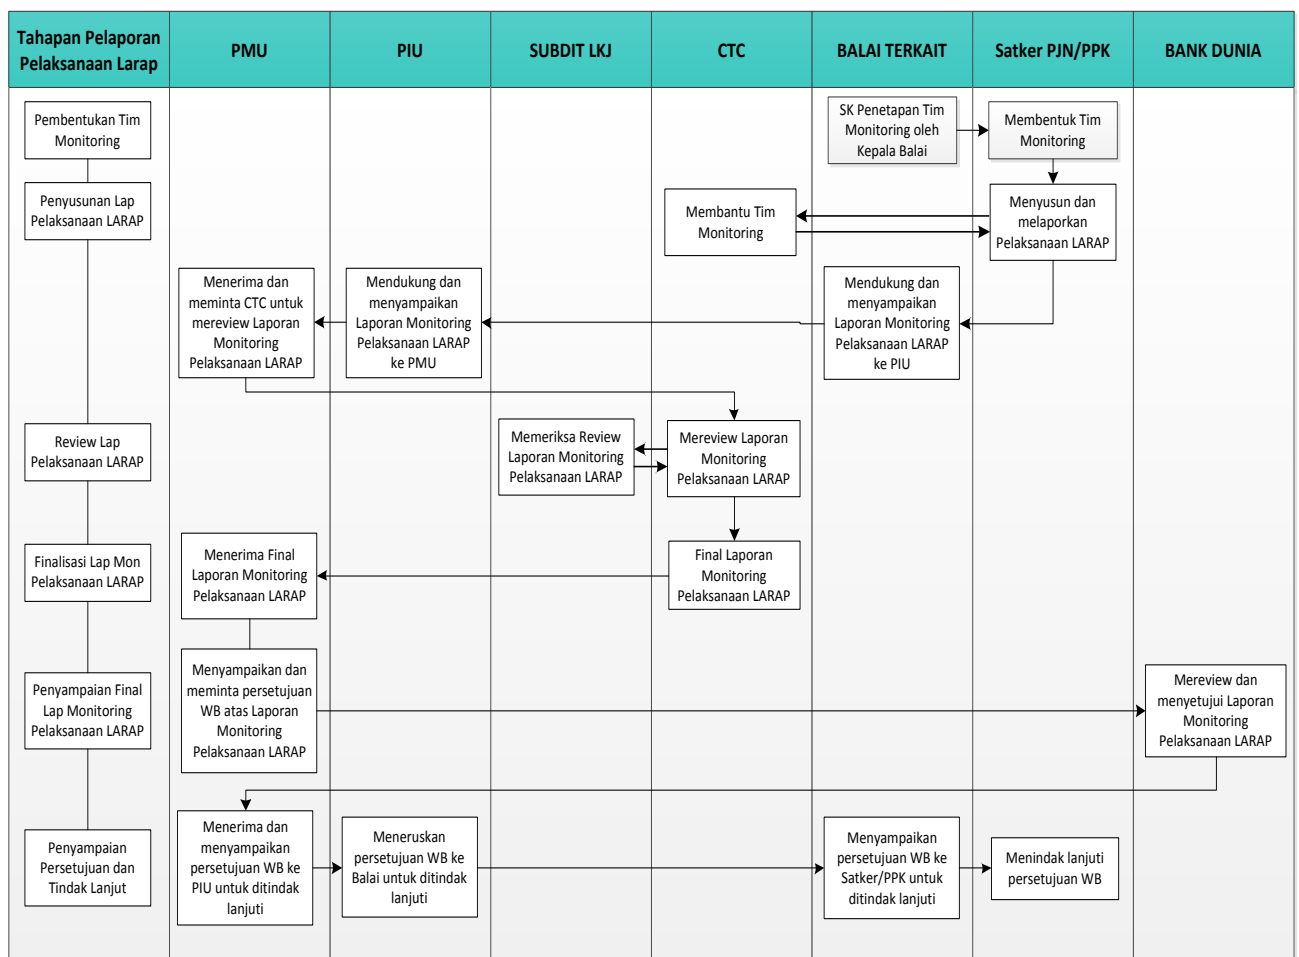 Tahapan Pelaporan
Pelaksanaan Larap
PMU
PIU
SUBDIT LKJ
CTC
BALAI TERKAIT
Satker PJN/PPK
BANK DUNIA
Pembentukan Tim
Monitoring
SK Penetapan Tim
Monitoring oleh
Kepala Balai
Membentuk Tim
Monitoring
Penyusunan Lap
Pelaksanaan LARAP
Membantu Tim
Monitoring
Menyusun dan
melaporkan
Pelaksanaan LARAP
Menerima dan
meminta CTC untuk
mereview Laporan
Monitoring
Pelaksanaan LARAP
Mendukung dan
menyampaikan
Laporan Monitoring
Pelaksanaan LARAP
ke PMU
Mendukung dan
menyampaikan
Laporan Monitoring
Pelaksanaan LARAP
ke PIU
Review Lap
Pelaksanaan LARAP
Memeriksa Review
Laporan Monitoring
Pelaksanaan LARAP
Mereview Laporan
Monitoring
Pelaksanaan LARAP
Finalisasi Lap Mon
Pelaksanaan LARAP
Menerima Final
Laporan Monitoring
Pelaksanaan LARAP
Final Laporan
Monitoring
Pelaksanaan LARAP
Penyampaian Final
Lap Monitoring
Pelaksanaan LARAP
Menyampaikan dan
meminta persetujuan
WB atas Laporan
Monitoring
Pelaksanaan LARAP
Mereview dan
menyetujui Laporan
Monitoring
Pelaksanaan LARAP
Penyampaian
Persetujuan dan
Tindak Lanjut
Menerima dan
menyampaikan
persetujuan WB ke
PIU untuk ditindak
lanjuti
Meneruskan
persetujuan WB ke
Balai untuk ditindak
lanjuti
Menyampaikan
persetujuan WB ke
Satker/PPK untuk
ditindak lanjuti
Menindak lanjuti
persetujuan WB